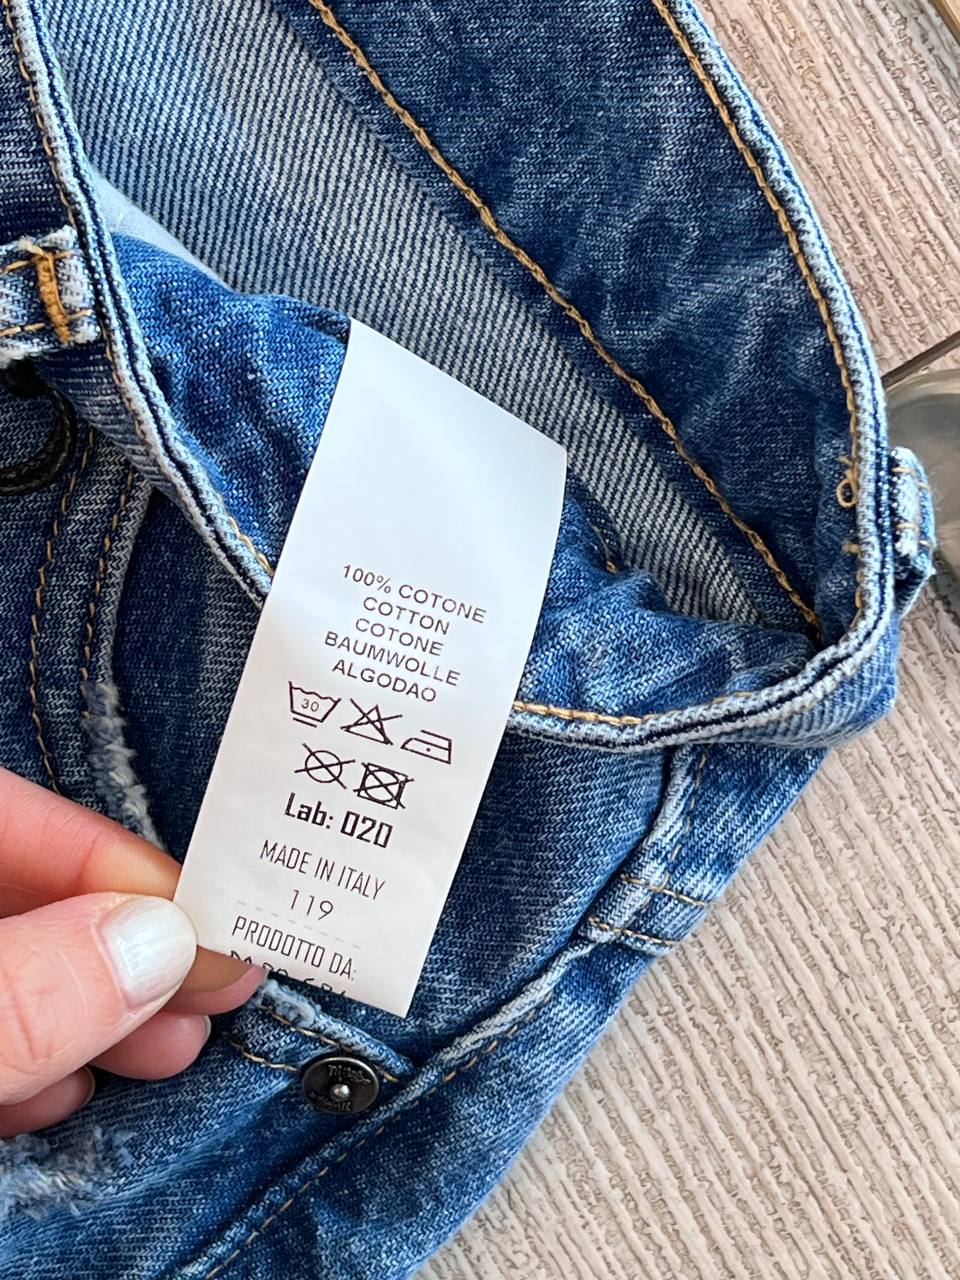 100% COTONE
COTTON
COTONE
BAUMWOLLE
ALGODAO
30
Lab: 020
MADE IN ITALY
119
PRODOTTO DA: